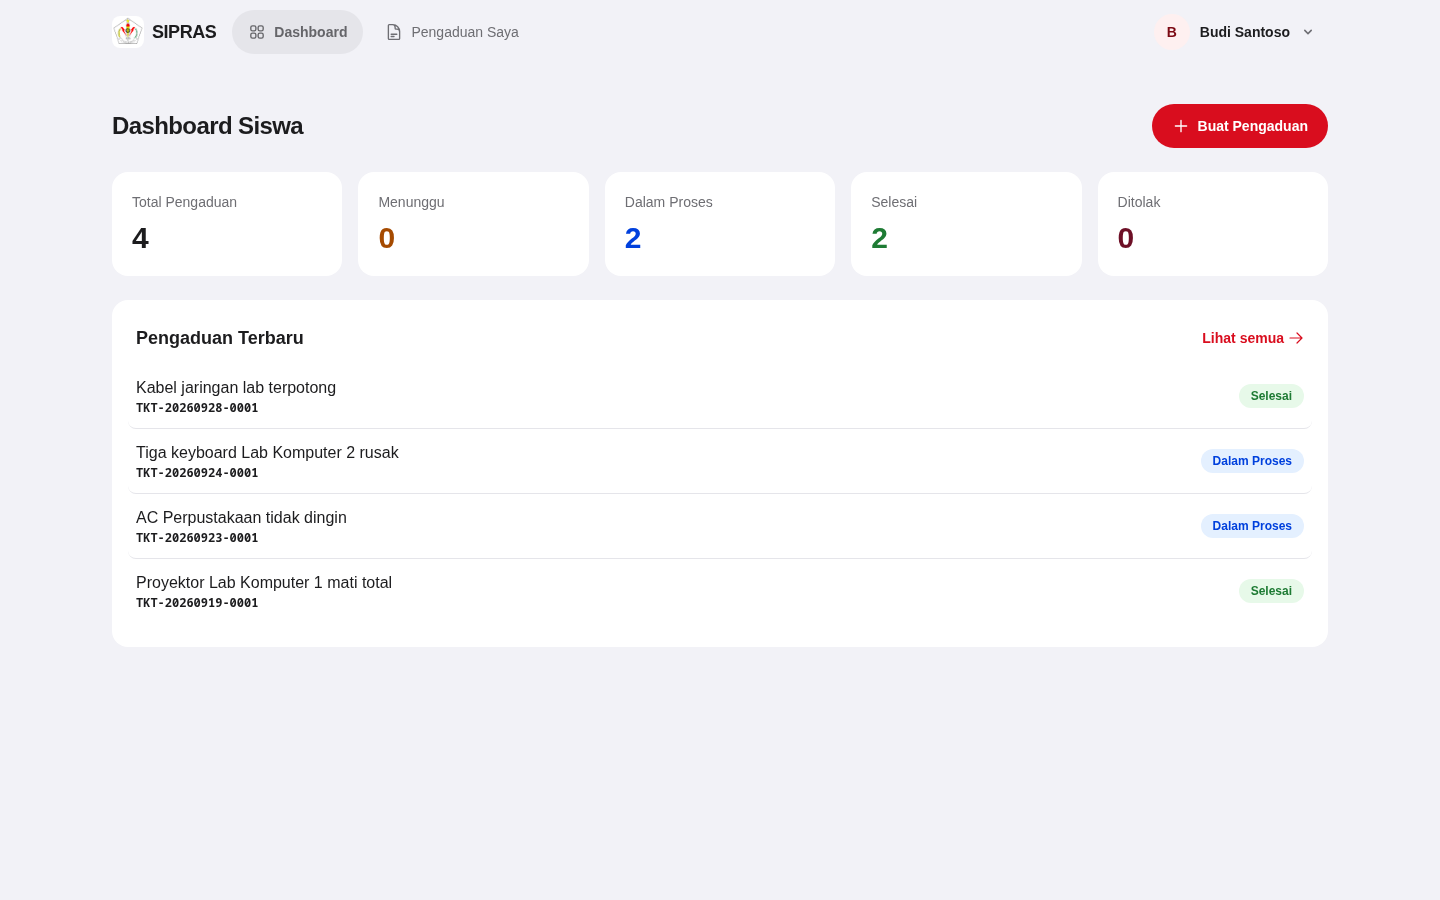 SIPRAS
Dashboard
Pengaduan Saya
B
Budi Santoso
Dashboard Siswa
Buat Pengaduan
Total Pengaduan
4
Menunggu
0
Dalam Proses
2
Selesai
2
Ditolak
0
Pengaduan Terbaru
Lihat semua
Kabel jaringan lab terpotong
TKT-20260928-0001
Selesai
Tiga keyboard Lab Komputer 2 rusak
TKT-20260924-0001
Dalam Proses
AC Perpustakaan tidak dingin
TKT-20260923-0001
Dalam Proses
Proyektor Lab Komputer 1 mati total
TKT-20260919-0001
Selesai